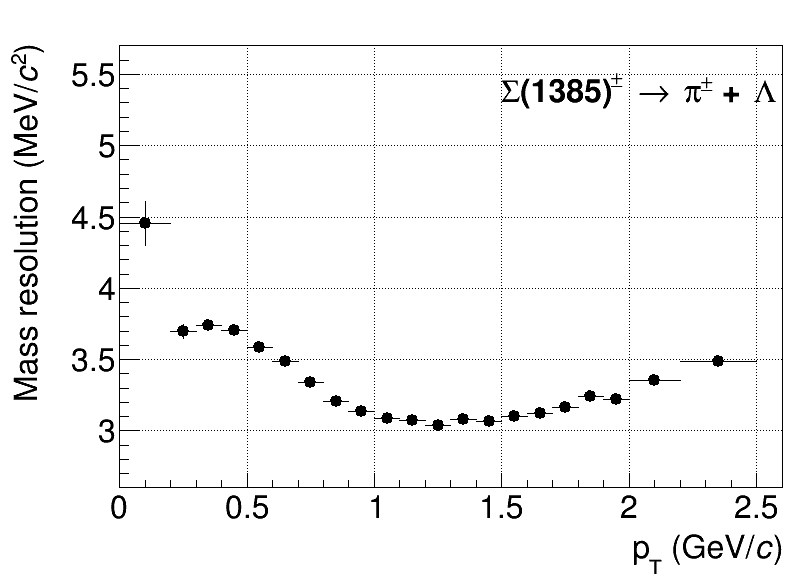 Σ(1385)± → π± + Λ
Mass resolution (MeV/c²)
5.5
5
4.5
4
3.5
3
0 0.5 1 1.5 2 2.5
pT (GeV/c)